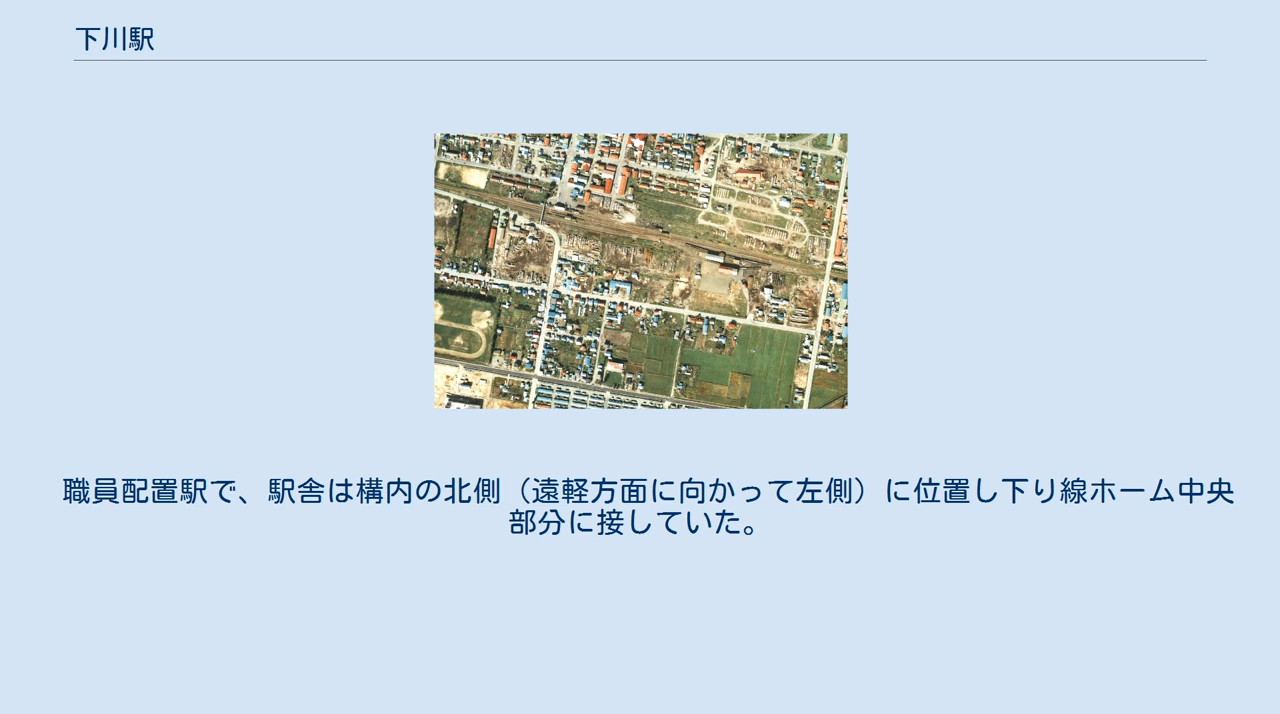 下川駅
職員配置駅で、駅舎は構内の北側（遠軽方面に向かって左側）に位置し下り線ホーム中央
部分に接していた。